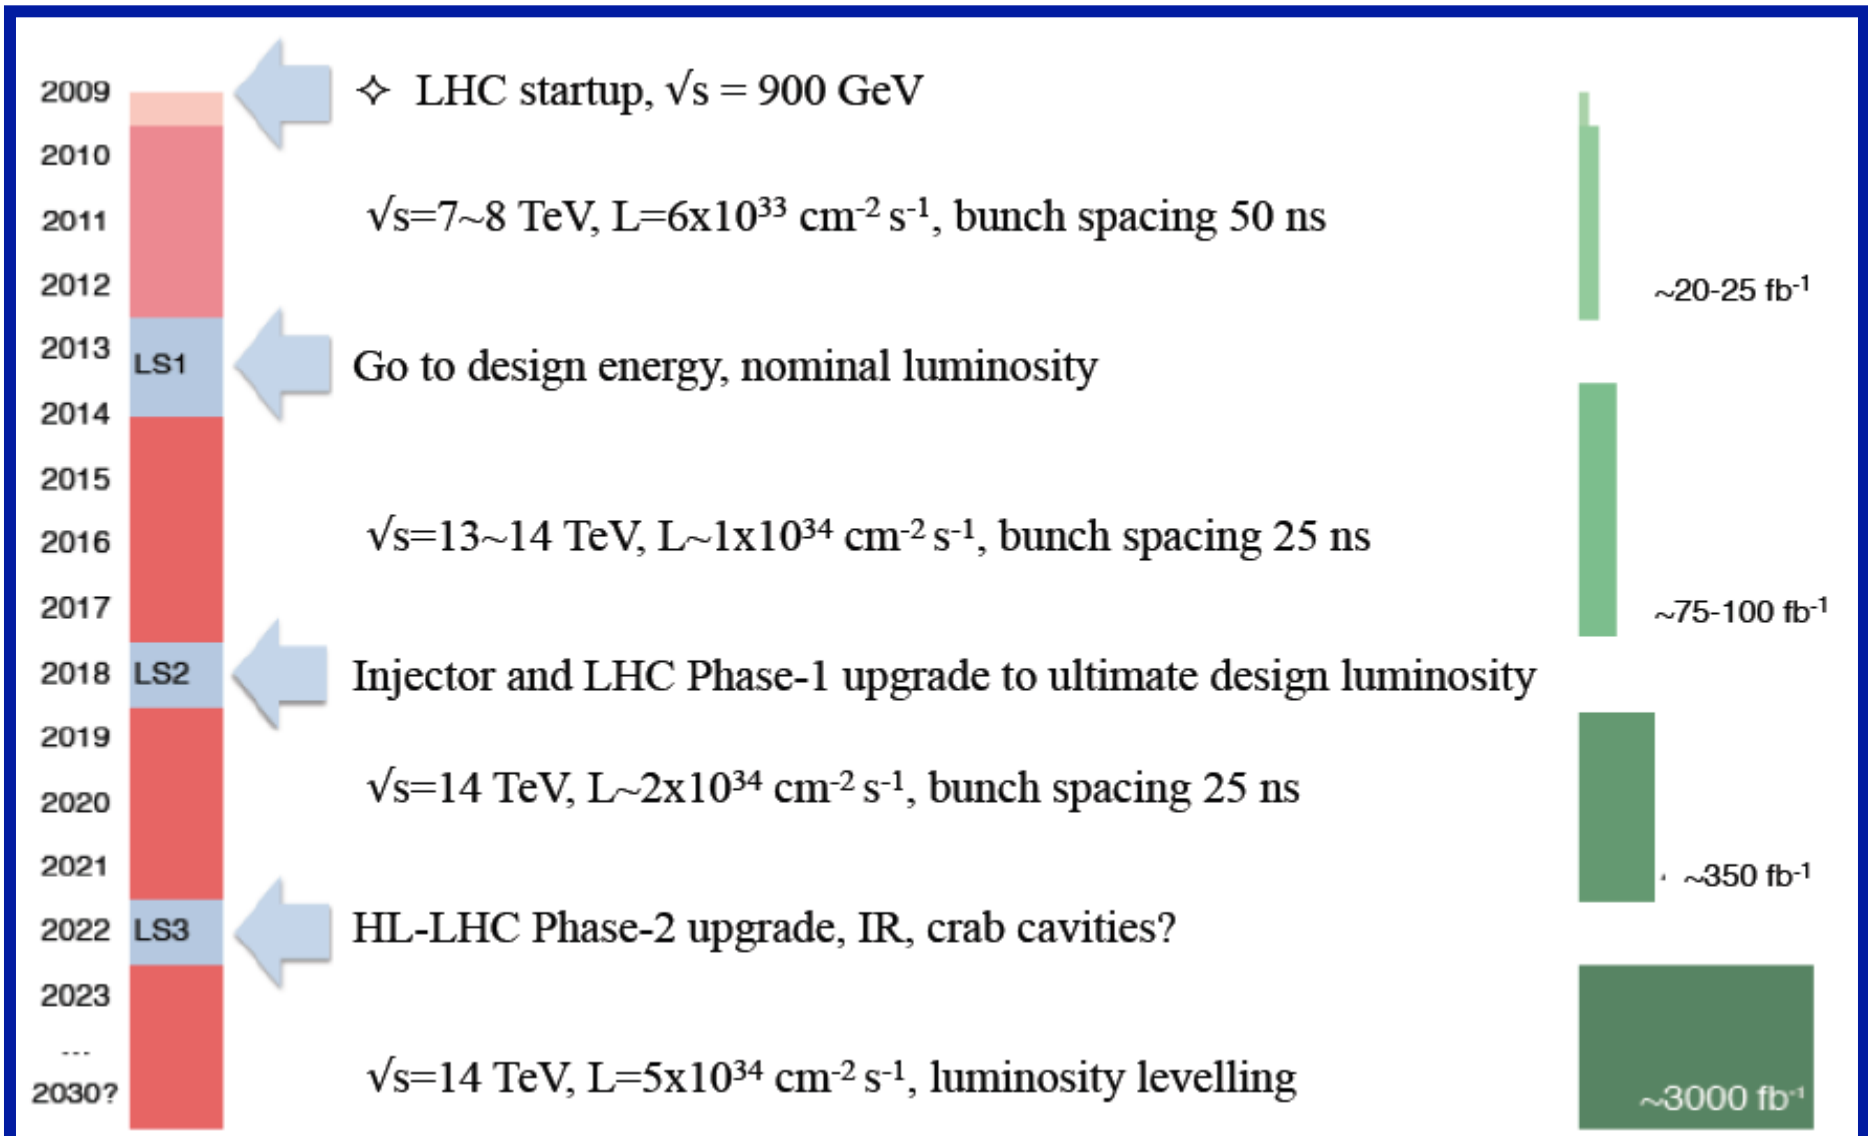 2009 ✧ LHC startup, √s = 900 GeV
2010
2011 √s=7~8 TeV, L=6x10³³ cm⁻² s⁻¹, bunch spacing 50 ns
2012 ~20-25 fb⁻¹
2013 LS1 Go to design energy, nominal luminosity
2014
2015
2016 √s=13~14 TeV, L~1x10³⁴ cm⁻² s⁻¹, bunch spacing 25 ns
2017 ~75-100 fb⁻¹
2018 LS2 Injector and LHC Phase-1 upgrade to ultimate design luminosity
2019
2020 √s=14 TeV, L~2x10³⁴ cm⁻² s⁻¹, bunch spacing 25 ns
2021 ~350 fb⁻¹
2022 LS3 HL-LHC Phase-2 upgrade, IR, crab cavities?
2023
...
2030? √s=14 TeV, L=5x10³⁴ cm⁻² s⁻¹, luminosity levelling ~3000 fb⁻¹